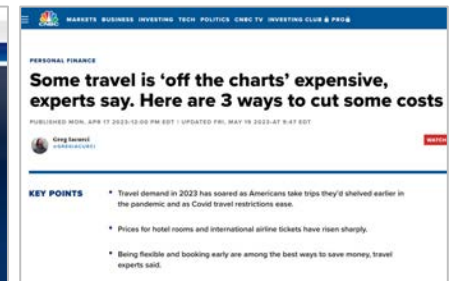 CNBC
MARKETS BUSINESS INVESTING TECH POLITICS CNBC TV INVESTING CLUB PRO
PERSONAL FINANCE
Some travel is ‘off the charts’ expensive,
experts say. Here are 3 ways to cut some costs
PUBLISHED MON, APR 17 2023•12:00 PM EDT | UPDATED FRI, MAY 19 2023•AT 9:47 EDT
Greg Iacurci
@GREGIACURCI
WATCH
KEY POINTS
• Travel demand in 2023 has soared as Americans take trips they’d shelved earlier in
the pandemic and as Covid travel restrictions ease.
• Prices for hotel rooms and international airline tickets have risen sharply.
• Being flexible and booking early are among the best ways to save money, travel
experts said.